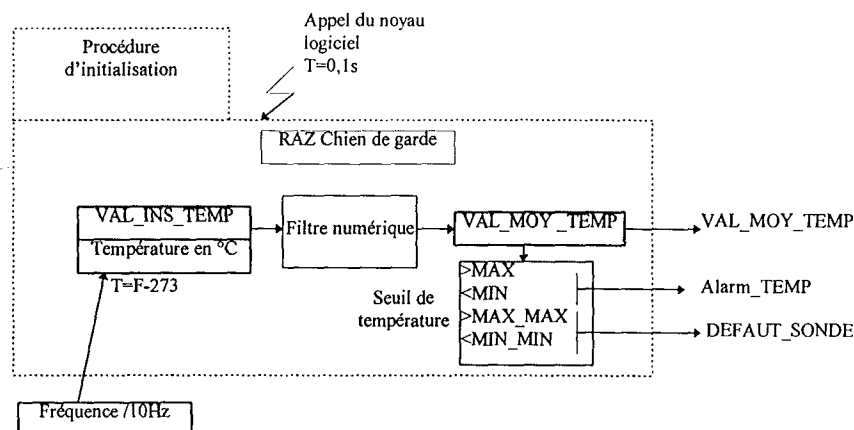 Appel du noyau
logiciel
T=0,1s
Procédure
d'initialisation
RAZ Chien de garde
VAL_INS_TEMP
Température en °C
T=F-273
Filtre numérique
VAL_MOY_TEMP
VAL_MOY_TEMP
Seuil de
température
>MAX
<MIN
>MAX_MAX
<MIN_MIN
Alarm_TEMP
DEFAUT_SONDE
Fréquence /10Hz